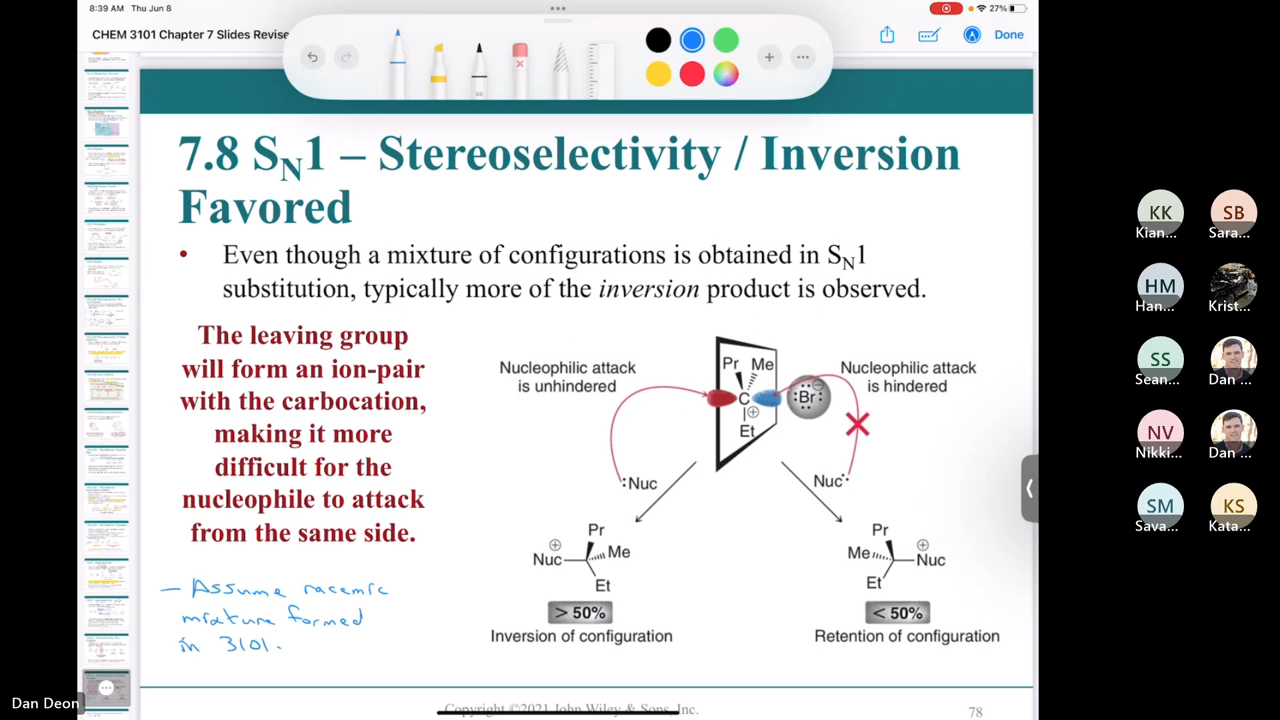 8:39 AM Thu Jun 8
27%
CHEM 3101 Chapter 7 Slides Revise
Done
7.8 SN1 – Stereoselectivity / Inversion
Favored
• Even though a mixture of configurations is obtained in SN1
substitution, typically more of the inversion product is observed.
The leaving group
will form an ion-pair
with the carbocation,
making it more
difficult for the
nucleophile to attack
from the same side.
– Assume racemic
mixture formed
in 3101.
Nucleophilic attack
is unhindered
Pr Me
C
⊕
Et
:Br: ⊖
Nucleophilic attack
is hindered
:Nuc
Nuc:
⊕
Nuc
Pr
Me
Et
> 50%
Inversion of configuration
Pr
⊕
Me
Nuc
Et
< 50%
Retention of configuration
Copyright ©2021 John Wiley & Sons, Inc.
78
KK
Kian...
SB
Sara...
HM
Han...
Krist...
SS
Sean...
Dan ...
NV
Nikki...
Dan ...
SM
Sava...
KS
Kata...
Dan Deon